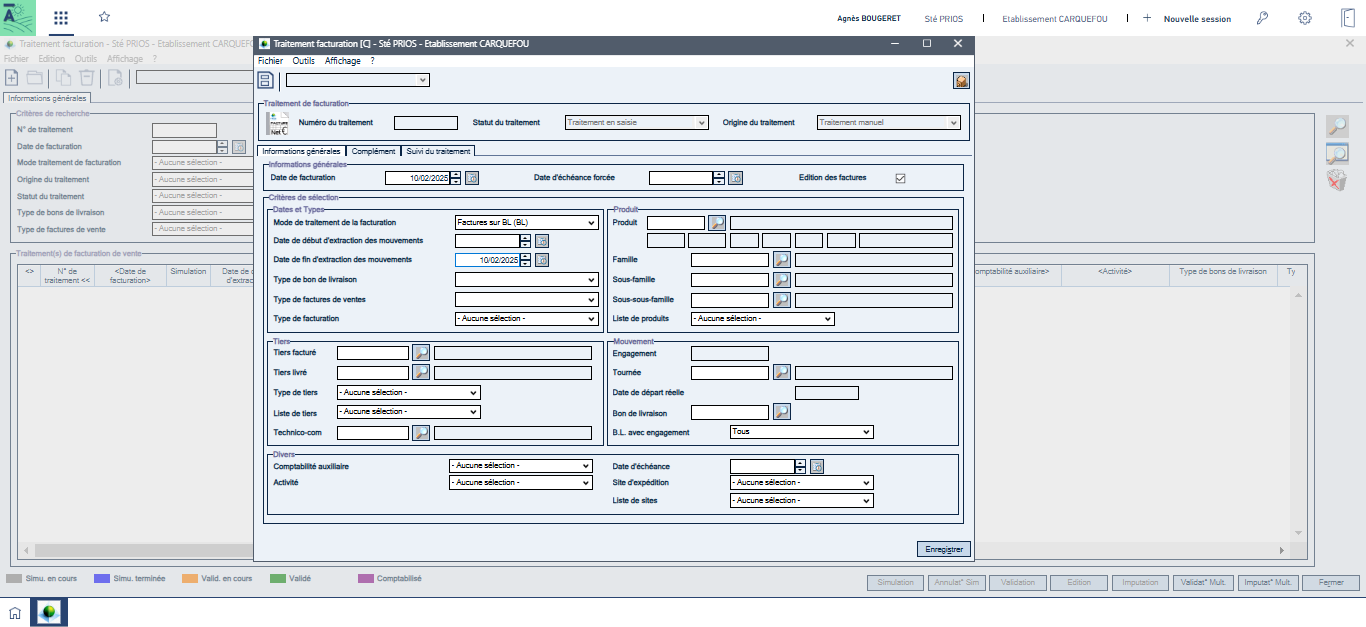 Agnès BOUGERET Sté PRIOS | Etablissement CARQUEFOU | + Nouvelle session
Traitement facturation - Sté PRIOS - Etablissement CARQUEFO
Fichier Edition Outils Affichage ?
Informations générales
Critères de recherche
N° de traitement
Date de facturation
Mode traitement de facturation - Aucune sélection -
Origine du traitement - Aucune sélection -
Statut du traitement - Aucune sélection -
Type de bons de livraison - Aucune sélection -
Type de factures de vente - Aucune sélection -
Traitement(s) de facturation de vente
<> N° de traitement << <Date de facturation> Simulation Date de d'extrac
omptabilité auxiliaire> <Activité> Type de bons de livraison Ty
Traitement facturation [C] - Sté PRIOS - Etablissement CARQUEFOU
Fichier Outils Affichage ?
Traitement de facturation
FACTURE
Net €
Numéro du traitement Statut du traitement Traitement en saisie Origine du traitement Traitement manuel
Informations générales Complément Suivi du traitement
Informations générales
Date de facturation 10/02/2025 Date d'échéance forcée Edition des factures
Critères de sélection
Dates et Types
Mode de traitement de la facturation Factures sur BL (BL)
Date de début d'extraction des mouvements
Date de fin d'extraction des mouvements 10/02/2025
Type de bon de livraison
Type de factures de ventes
Type de facturation - Aucune sélection -
Produit
Produit
Famille
Sous-famille
Sous-sous-famille
Liste de produits - Aucune sélection -
Tiers
Tiers facturé
Tiers livré
Type de tiers - Aucune sélection -
Liste de tiers - Aucune sélection -
Technico-com
Mouvement
Engagement
Tournée
Date de départ réelle
Bon de livraison
B.L. avec engagement Tous
Divers
Comptabilité auxiliaire - Aucune sélection -
Activité - Aucune sélection -
Date d'échéance
Site d'expédition - Aucune sélection -
Liste de sites - Aucune sélection -
Enregistrer
Simu. en cours Simu. terminée Valid. en cours Validé Comptabilisé
Simulation Annulat° Sim Validation Edition Imputation Validat° Mult. Imputat° Mult. Fermer